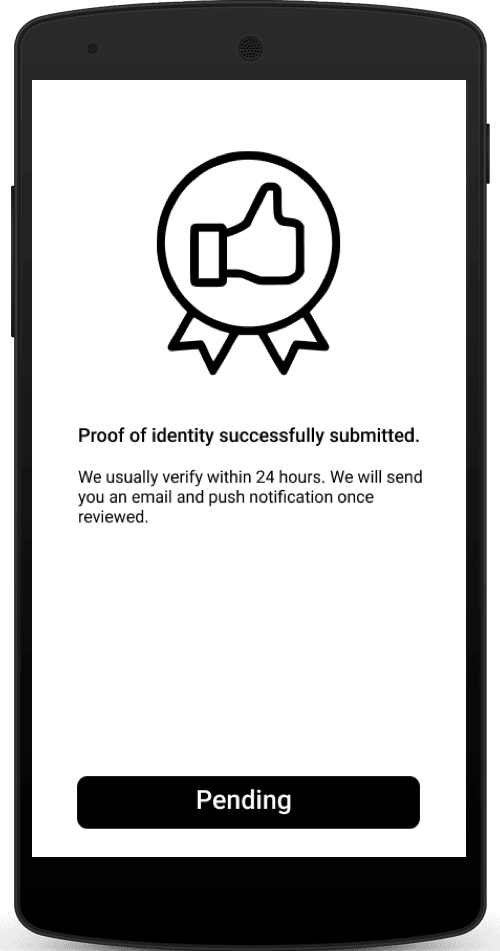 Proof of identity successfully submitted.
We usually verify within 24 hours. We will send
you an email and push notification once
reviewed.
Pending